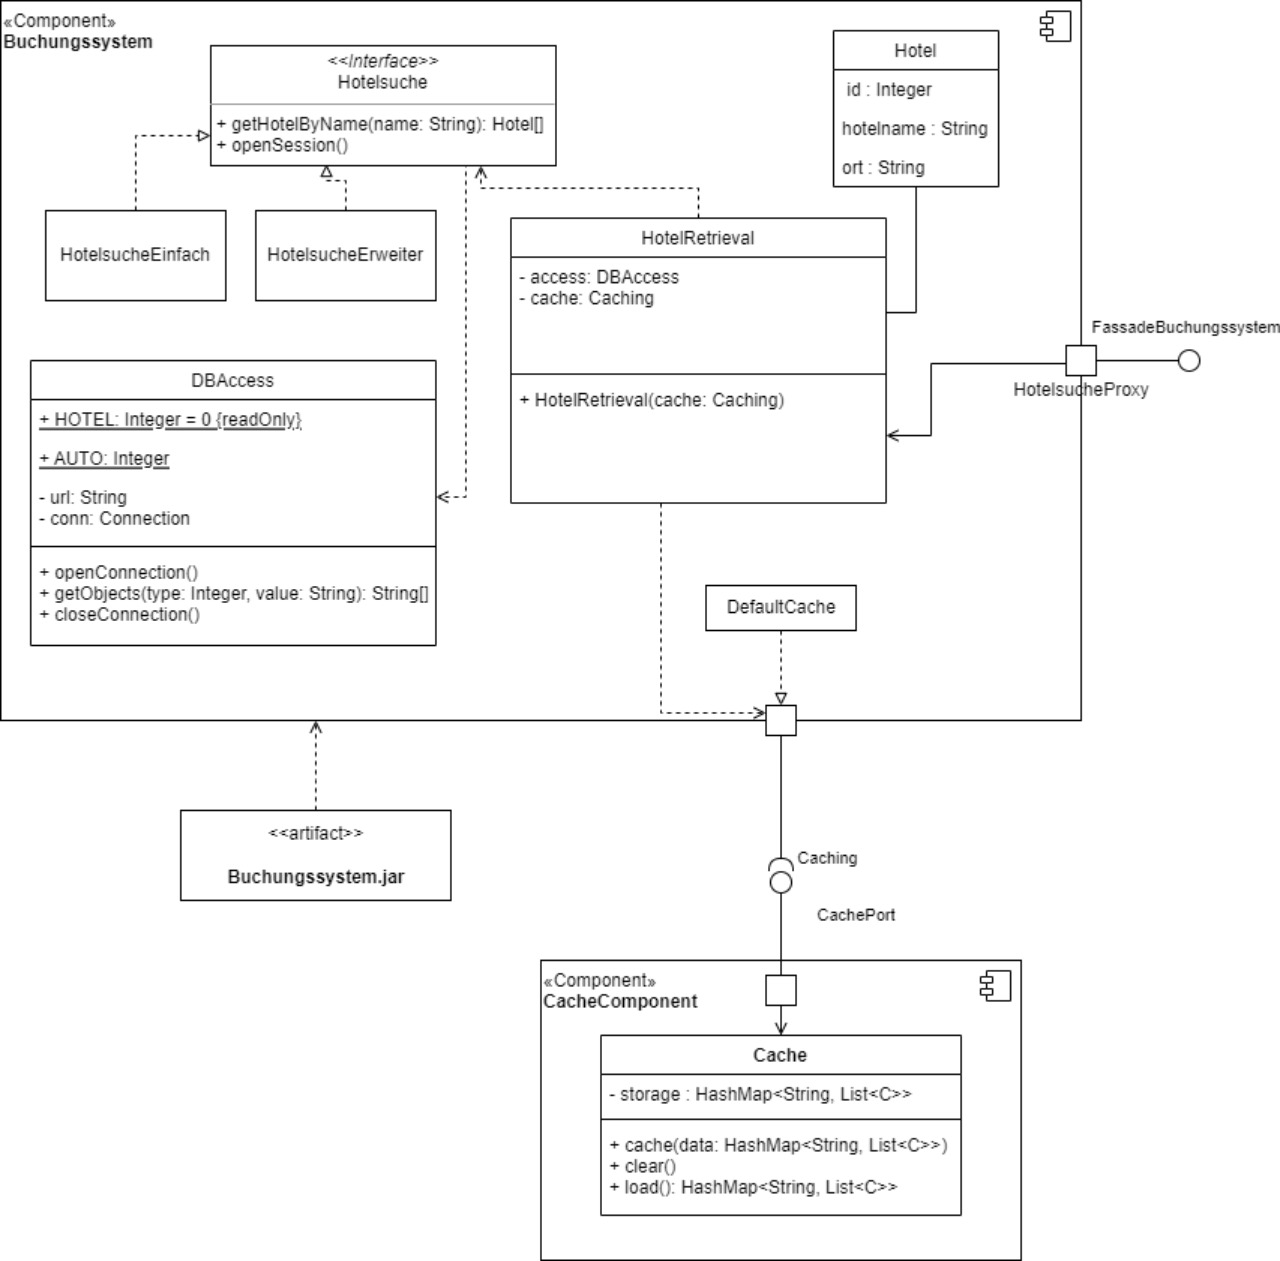 «Component»
Buchungssystem
<<Interface>>
Hotelsuche
+ getHotelByName(name: String): Hotel[]
+ openSession()
Hotel
id : Integer
hotelname : String
ort : String
HotelsucheEinfach
HotelsucheErweiter
HotelRetrieval
- access: DBAccess
- cache: Caching
+ HotelRetrieval(cache: Caching)
FassadeBuchungssystem
HotelsucheProxy
DBAccess
+ HOTEL: Integer = 0 {readOnly}
+ AUTO: Integer
- url: String
- conn: Connection
+ openConnection()
+ getObjects(type: Integer, value: String): String[]
+ closeConnection()
DefaultCache
<<artifact>>
Buchungssystem.jar
Caching
CachePort
«Component»
CacheComponent
Cache
- storage : HashMap<String, List<C>>
+ cache(data: HashMap<String, List<C>>)
+ clear()
+ load(): HashMap<String, List<C>>